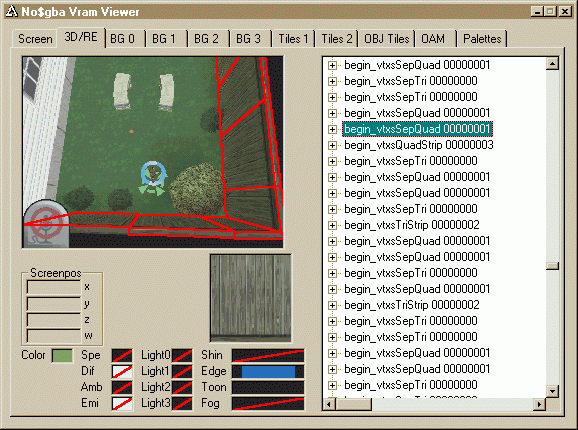 No$gba Vram Viewer
Screen 3D/RE BG 0 BG 1 BG 2 BG 3 Tiles 1 Tiles 2 OBJ Tiles OAM Palettes
begin_vtxsSepQuad 00000001
begin_vtxsSepTri 00000000
begin_vtxsSepTri 00000000
begin_vtxsSepQuad 00000001
begin_vtxsSepQuad 00000001
begin_vtxsQuadStrip 00000003
begin_vtxsSepTri 00000000
begin_vtxsSepQuad 00000001
begin_vtxsSepQuad 00000001
begin_vtxsSepTri 00000000
begin_vtxsTriStrip 00000002
begin_vtxsSepQuad 00000001
begin_vtxsSepQuad 00000001
begin_vtxsSepTri 00000000
begin_vtxsSepQuad 00000001
begin_vtxsTriStrip 00000002
begin_vtxsSepTri 00000000
begin_vtxsSepTri 00000000
begin_vtxsSepQuad 00000001
begin_vtxsSepQuad 00000001
begin_vtxsSepTri 00000000
begin_vtxsSepTri 00000000
Screenpos
x
y
z
w
Color Spe Light0 Shin
Dif Light1 Edge
Amb Light2 Toon
Emi Light3 Fog